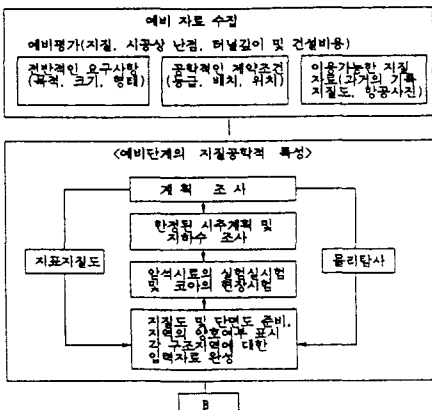 예비 자료 수집
예비평가(지질, 시공상 난점, 터널길이 및 건설비용)
전반적인 요구사항
(목적, 크기, 형태)
공학적인 제약조건
(등급, 배치, 위치)
이용가능한 지질
자료(과거의 기록
지질도, 항공사진)
<예비단계의 지질공학적 특성>
계획 조사
한정된 시추계획 및
지하수 조사
지표지질도
물리탐사
암석시료의 실험실시험
및 코아의 현장시험
지질도 및 단면도 준비,
지역의 양호여부 표시
각 구조지역에 대한
입력자료 완성
B